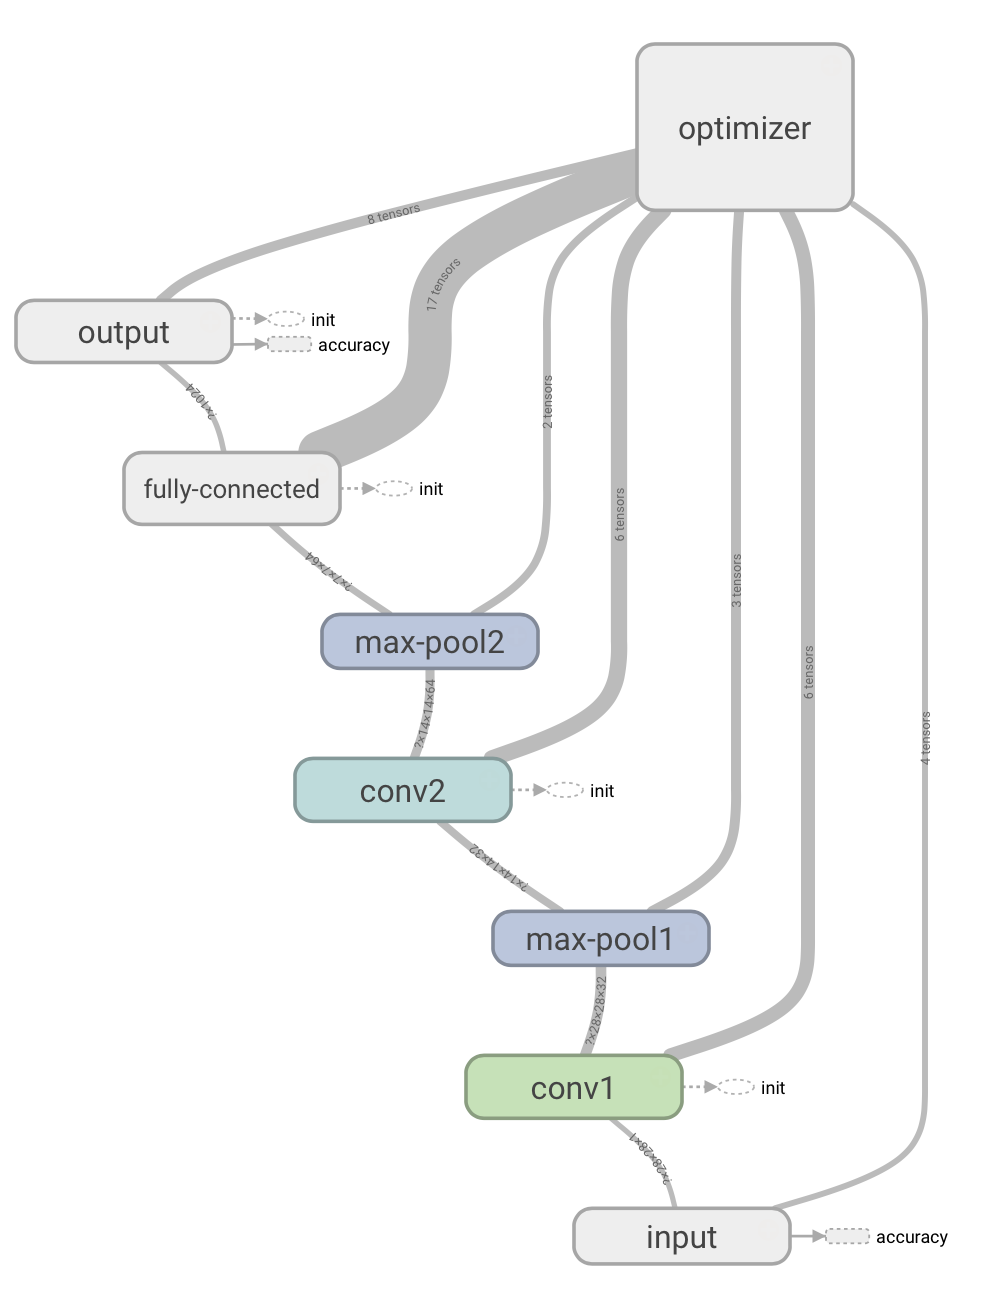 optimizer
8 tensors
17 tensors
output
init
accuracy
?×1024
2 tensors
fully-connected
init
6 tensors
?×7×7×64
3 tensors
max-pool2
6 tensors
?×14×14×64
4 tensors
conv2
init
?×14×14×32
max-pool1
?×28×28×32
conv1
init
?×28×28×1
input
accuracy